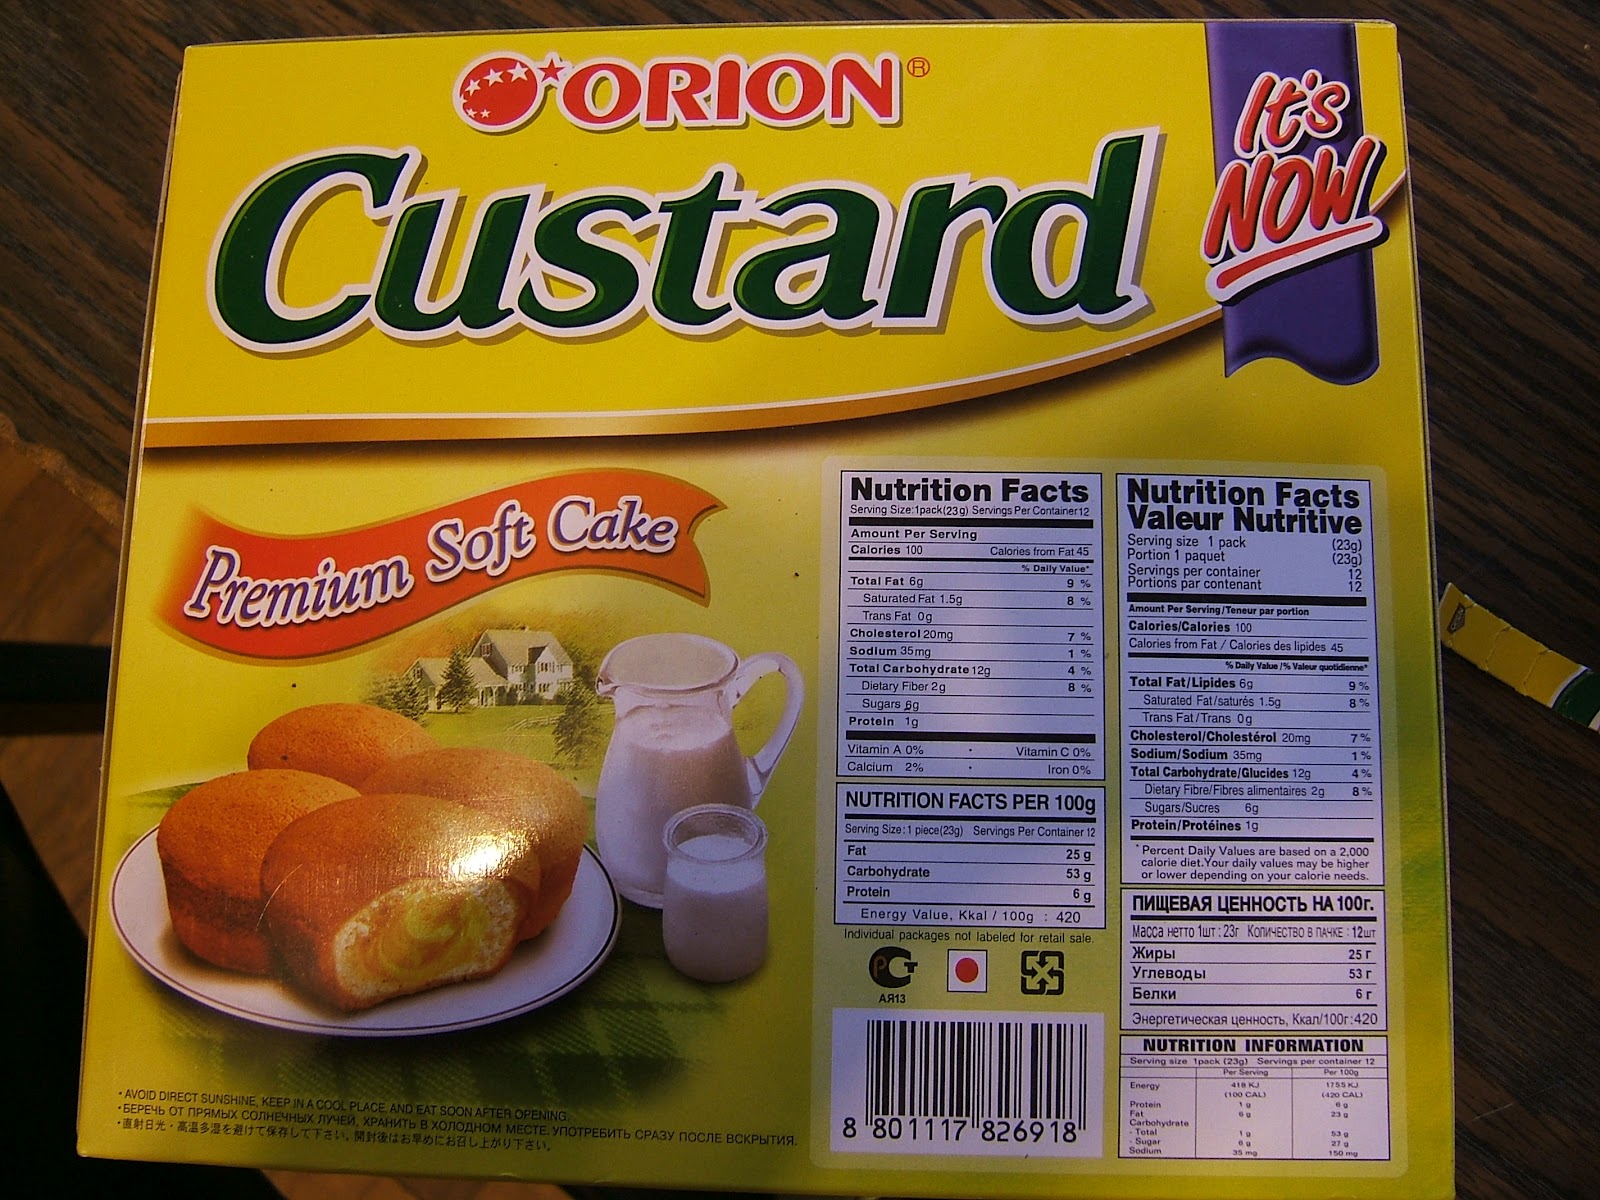 ORION®
Custard
It's
NOW
Premium Soft Cake
Nutrition Facts
Serving Size:1pack(23g) Servings Per Container12
Amount Per Serving
Calories 100 Calories from Fat 45
% Daily Value*
Total Fat 6g 9 %
Saturated Fat 1.5g 8 %
Trans Fat 0g
Cholesterol 20mg 7 %
Sodium 35mg 1 %
Total Carbohydrate 12g 4 %
Dietary Fiber 2g 8 %
Sugars 6g
Protein 1g
Vitamin A 0% • Vitamin C 0%
Calcium 2% • Iron 0%
NUTRITION FACTS PER 100g
Serving Size:1 piece(23g) Servings Per Container 12
Fat 25 g
Carbohydrate 53 g
Protein 6 g
Energy Value, Kkal / 100g : 420
Individual packages not labeled for retail sale.
РСТ
АЯ13
8 801117 826918
Nutrition Facts
Valeur Nutritive
Serving size 1 pack (23g)
Portion 1 paquet (23g)
Servings per container 12
Portions par contenant 12
Amount Per Serving/Teneur par portion
Calories/Calories 100
Calories from Fat / Calories des lipides 45
% Daily Value /% Valeur quotidienne*
Total Fat/Lipides 6g 9 %
Saturated Fat/saturés 1.5g 8 %
Trans Fat/Trans 0g
Cholesterol/Cholestérol 20mg 7 %
Sodium/Sodium 35mg 1 %
Total Carbohydrate/Glucides 12g 4 %
Dietary Fibre/Fibres alimentaires 2g 8 %
Sugars/Sucres 6g
Protein/Protéines 1g
* Percent Daily Values are based on a 2,000
calorie diet.Your daily values may be higher
or lower depending on your calorie needs.
ПИЩЕВАЯ ЦЕННОСТЬ НА 100г.
Масса нетто 1шт : 23г Количество в пачке : 12шт
Жиры 25 г
Углеводы 53 г
Белки 6 г
Энергетическая ценность, Ккал/100г:420
NUTRITION INFORMATION
Serving size 1pack (23g) Servings per container 12
Per Serving Per 100g
Energy 418 KJ 1755 KJ
(100 CAL) (420 CAL)
Protein 1 g 6 g
Fat 6 g 23 g
Carbohydrate
- Total 1 g 53 g
- Sugar 6 g 27 g
Sodium 35 mg 150 mg
• AVOID DIRECT SUNSHINE, KEEP IN A COOL PLACE AND EAT SOON AFTER OPENING.
• БЕРЕЧЬ ОТ ПРЯМЫХ СОЛНЕЧНЫХ ЛУЧЕЙ, ХРАНИТЬ В ХОЛОДНОМ МЕСТЕ. УПОТРЕБИТЬ СРАЗУ ПОСЛЕ ВСКРЫТИЯ.
• 直射日光・高温多湿を避けて保存して下さい。開封後はお早めにお召し上がり下さい。